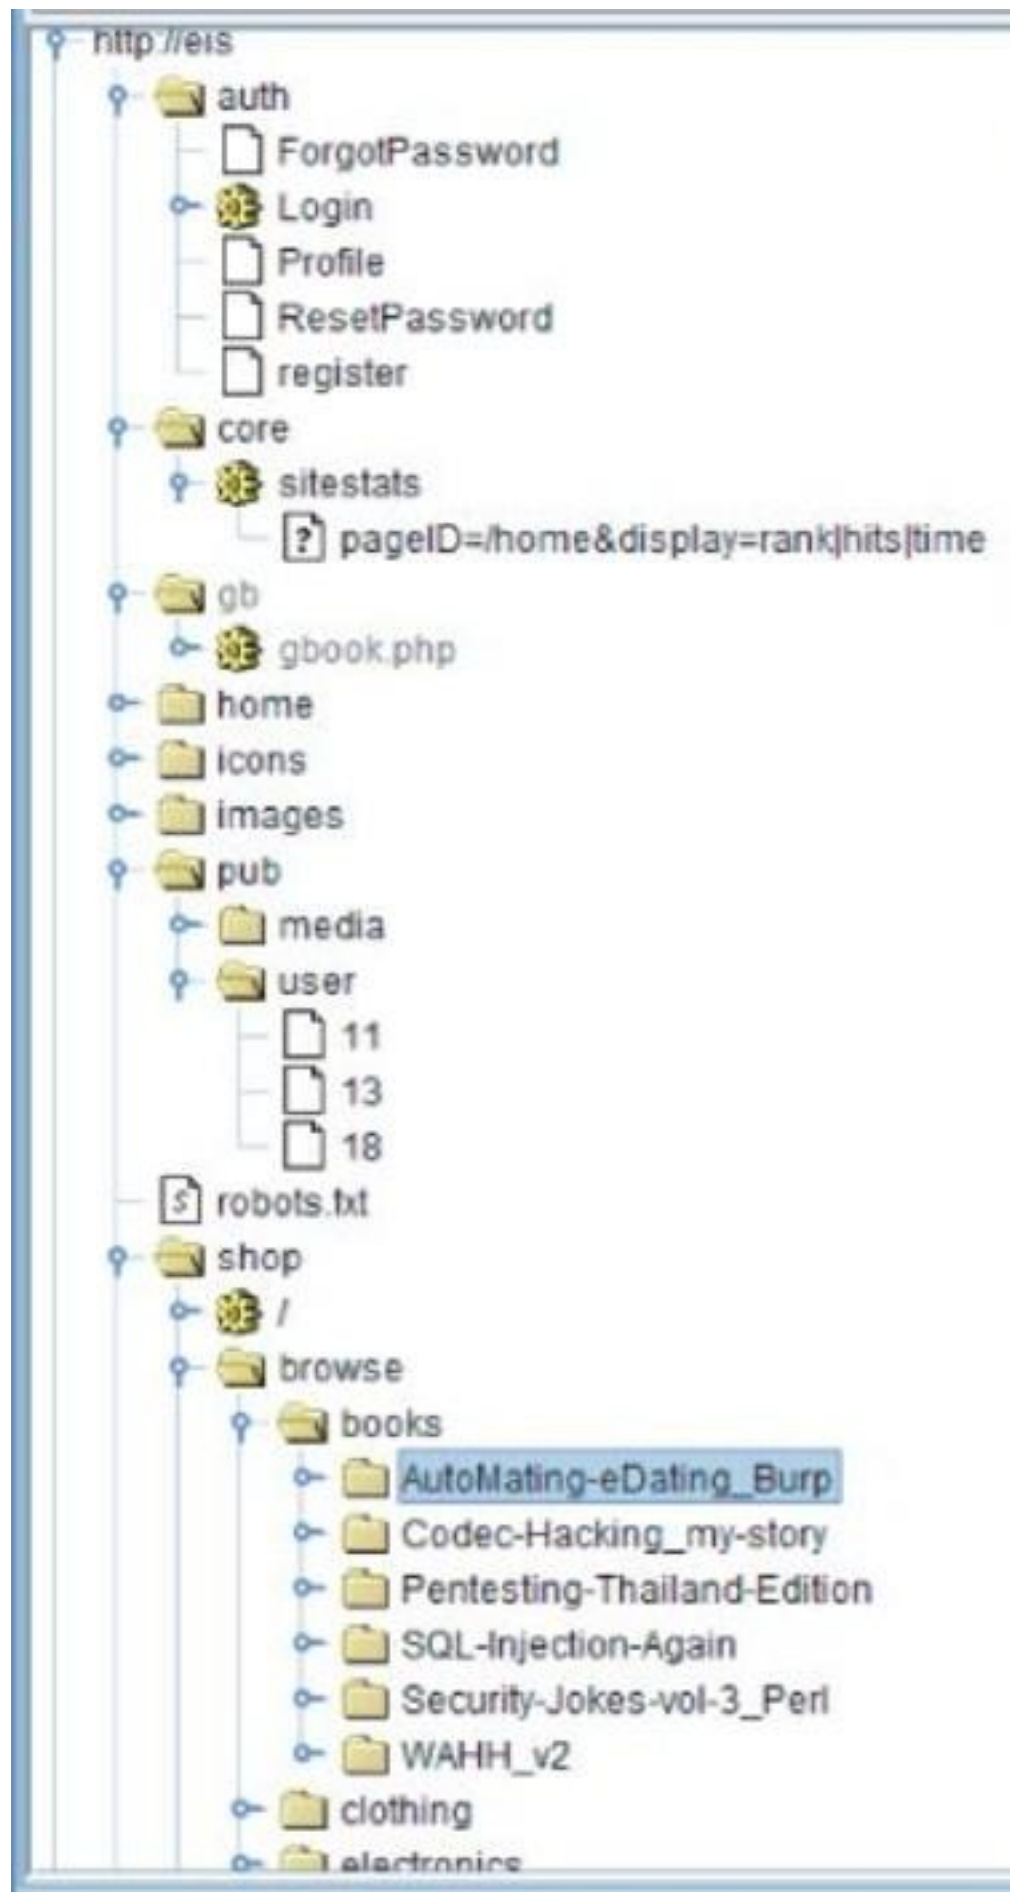 http://eis
auth
ForgotPassword
Login
Profile
ResetPassword
register
core
sitestats
pageID=/home&display=rank|hits|time
gb
gbook.php
home
icons
images
pub
media
user
11
13
18
robots.txt
shop
/
browse
books
AutoMating-eDating_Burp
Codec-Hacking_my-story
Pentesting-Thailand-Edition
SQL-Injection-Again
Security-Jokes-vol-3_Perl
WAHH_v2
clothing
electronics